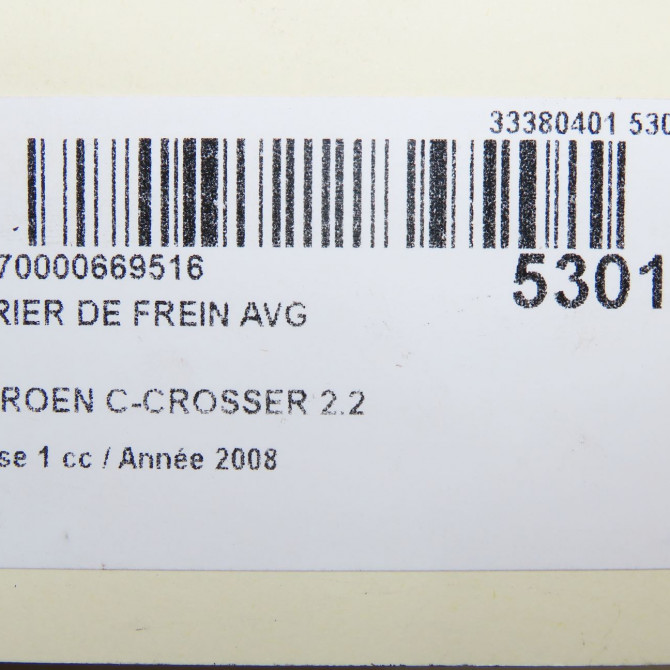 33380401 530
70000669516
5301
RIER DE FREIN AVG
ROEN C-CROSSER 2.2
se 1 cc / Année 2008